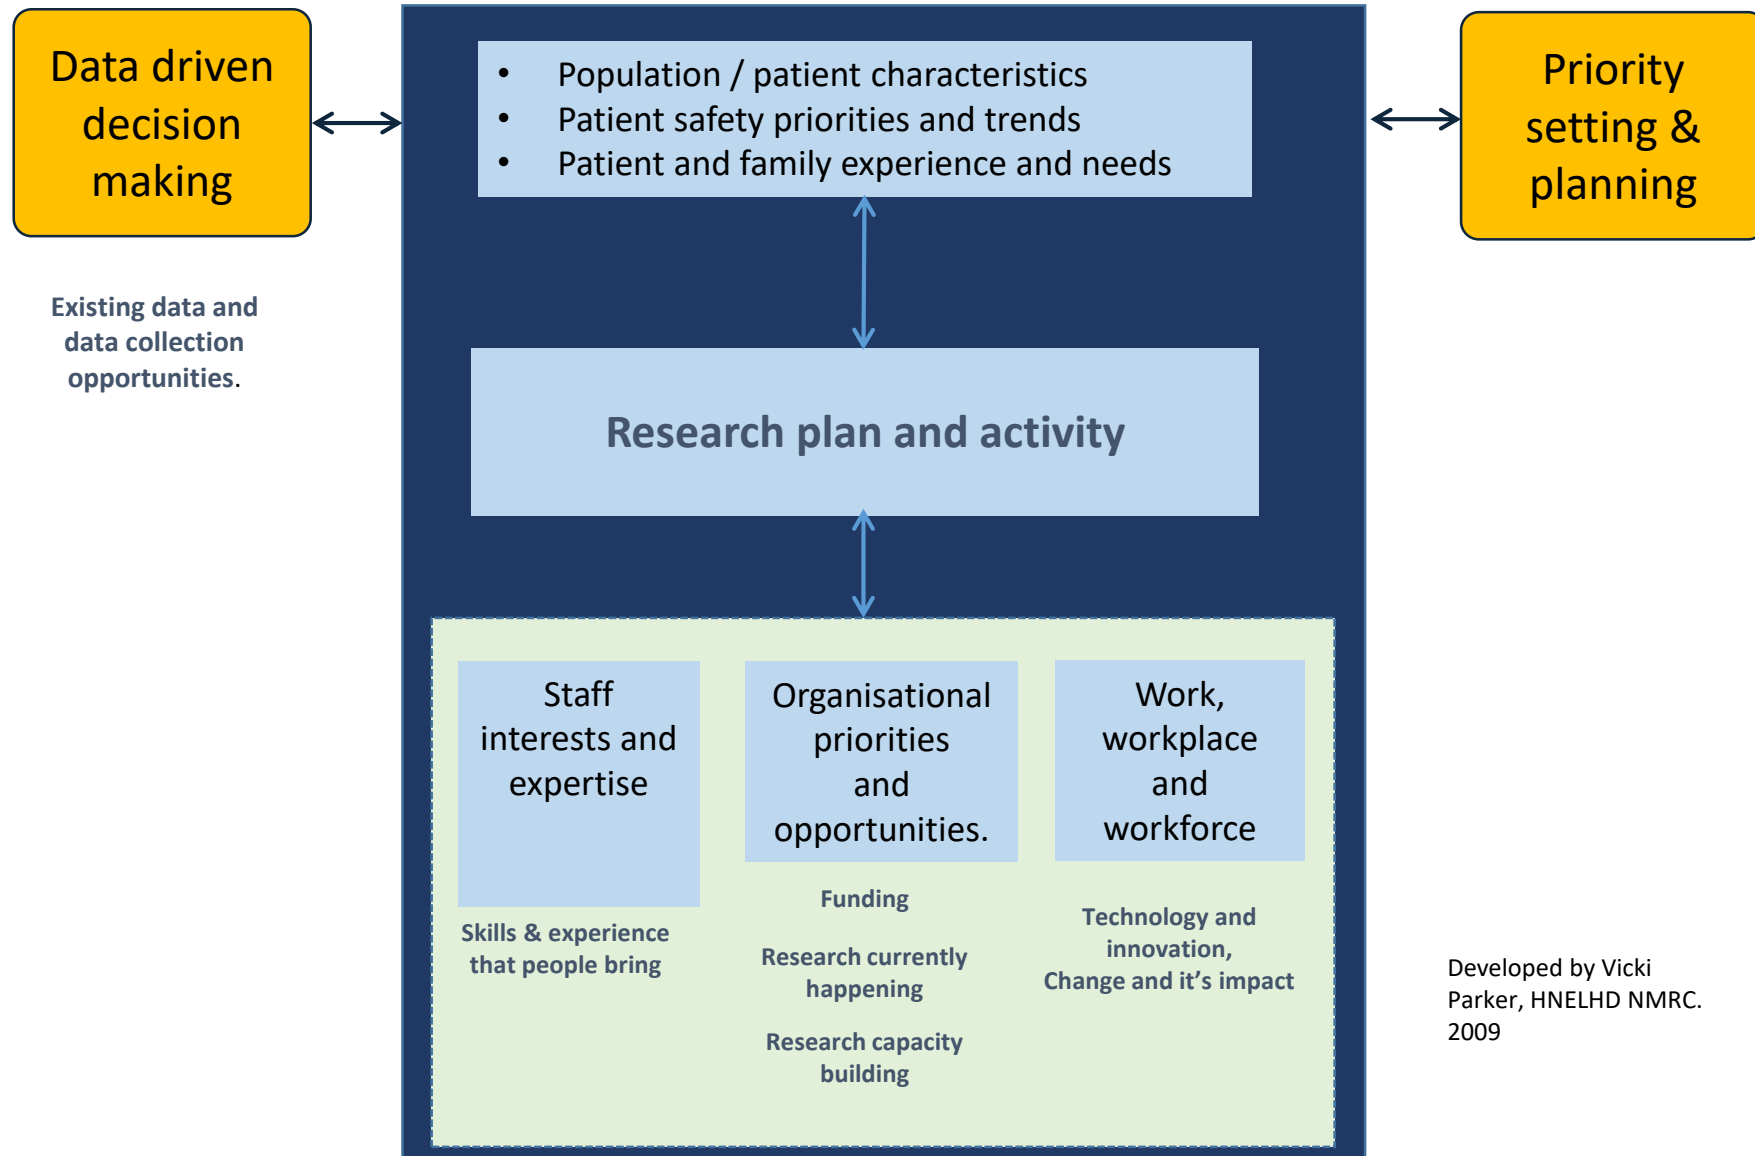 Data driven
decision
making
Existing data and
data collection
opportunities.
• Population / patient characteristics
• Patient safety priorities and trends
• Patient and family experience and needs
Priority
setting &
planning
Research plan and activity
Staff
interests and
expertise
Skills & experience
that people bring
Organisational
priorities
and
opportunities.
Funding
Research currently
happening
Research capacity
building
Work,
workplace
and
workforce
Technology and
innovation,
Change and it's impact
Developed by Vicki
Parker, HNELHD NMRC.
2009